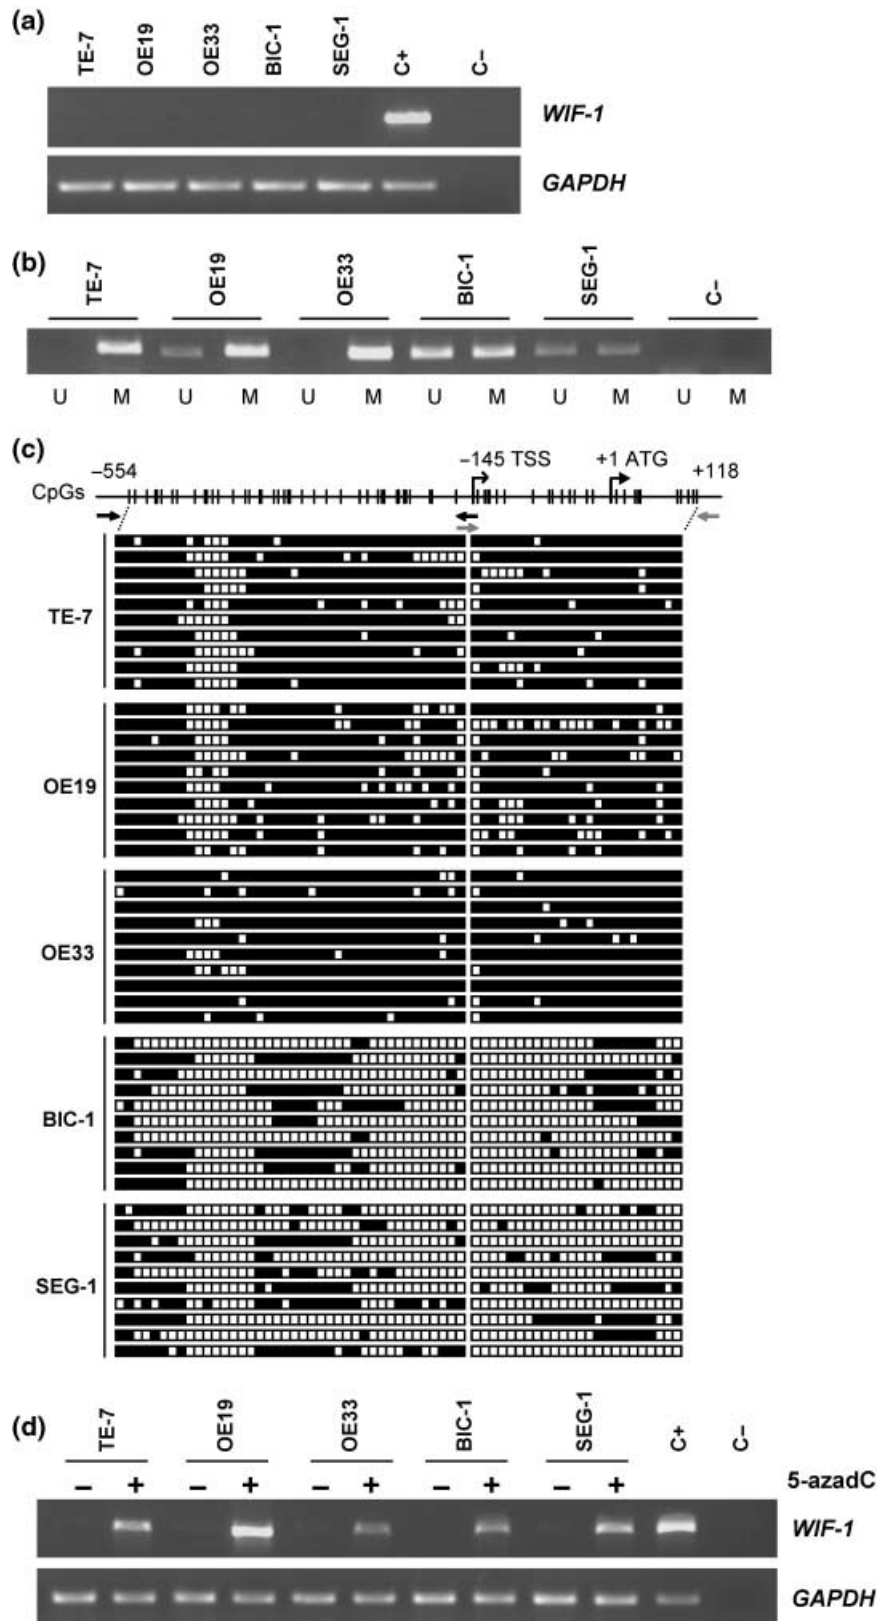 (a)
TE-7 OE19 OE33 BIC-1 SEG-1 C+ C–
WIF-1
GAPDH
(b)
TE-7 OE19 OE33 BIC-1 SEG-1 C–
U M U M U M U M U M U M
(c)
–554 –145 TSS +1 ATG +118
CpGs
TE-7
OE19
OE33
BIC-1
SEG-1
(d)
TE-7 OE19 OE33 BIC-1 SEG-1 C+ C–
– + – + – + – + – + 5-azadC
WIF-1
GAPDH